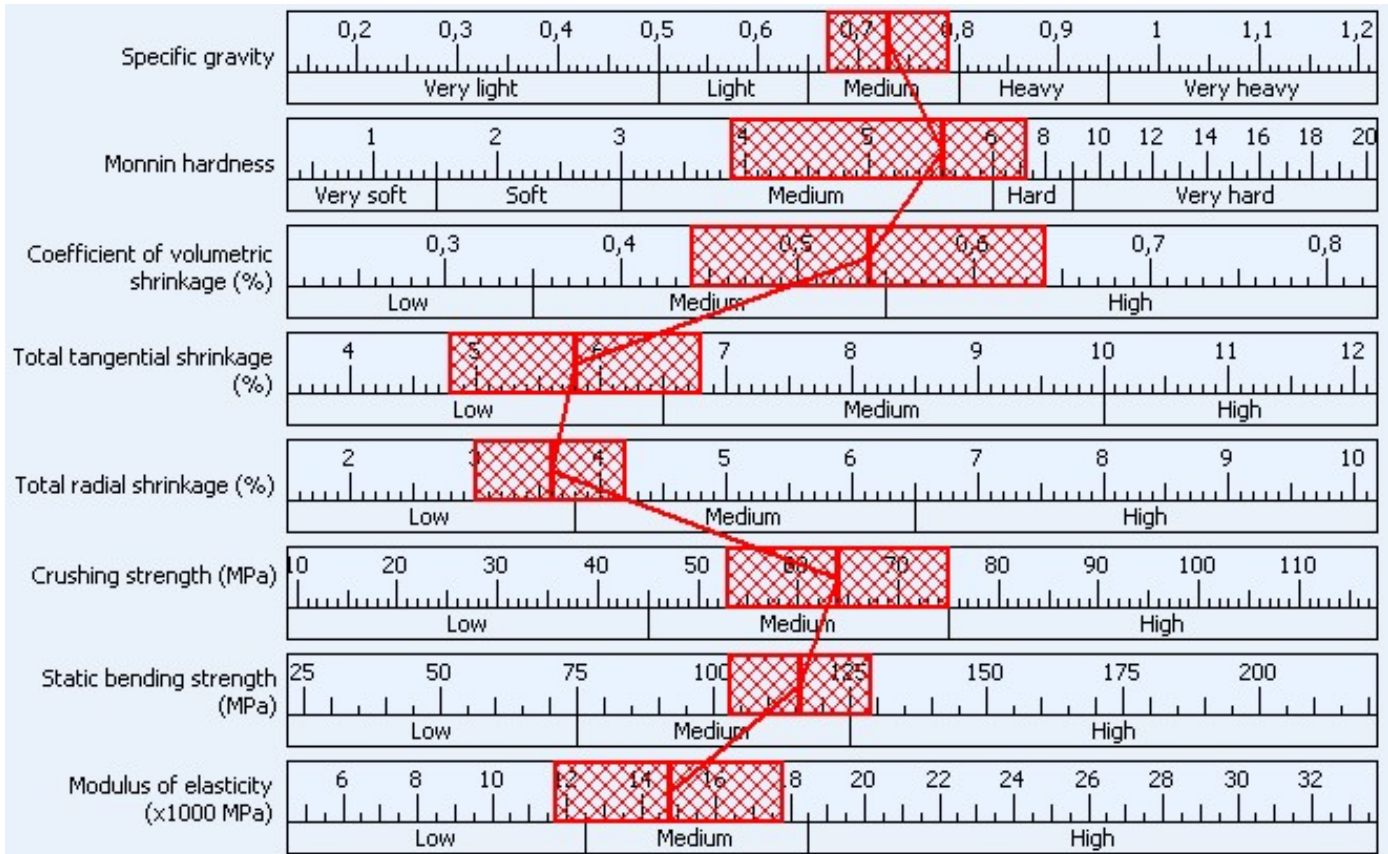 0,2 0,3 0,4 0,5 0,6 0,7 0,8 0,9 1 1,1 1,2
Specific gravity
Very light Light Medium Heavy Very heavy
1 2 3 4 5 6 8 10 12 14 16 18 20
Monnin hardness
Very soft Soft Medium Hard Very hard
0,3 0,4 0,5 0,6 0,7 0,8
Coefficient of volumetric
shrinkage (%)
Low Medium High
4 5 6 7 8 9 10 11 12
Total tangential shrinkage
(%)
Low Medium High
2 3 4 5 6 7 8 9 10
Total radial shrinkage (%)
Low Medium High
10 20 30 40 50 60 70 80 90 100 110
Crushing strength (MPa)
Low Medium High
25 50 75 100 125 150 175 200
Static bending strength
(MPa)
Low Medium High
6 8 10 12 14 16 18 20 22 24 26 28 30 32
Modulus of elasticity
(x1000 MPa)
Low Medium High